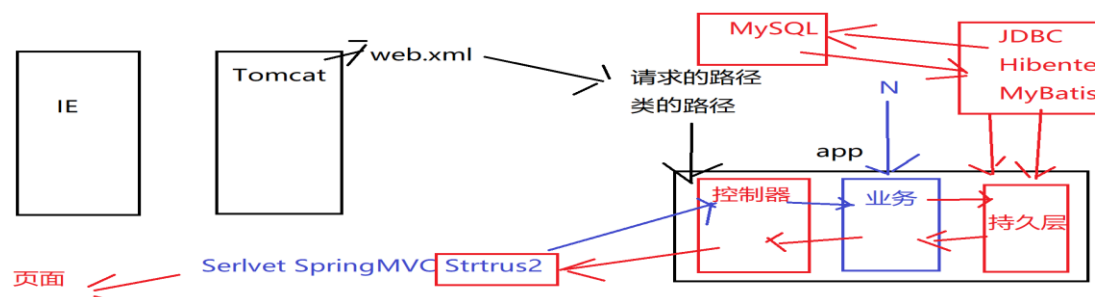 IE
Tomcat
web.xml
请求的路径
类的路径
MySQL
JDBC
Hibente
MyBatis
N
app
控制器
业务
持久层
Serlvet SpringMVC Strtrus2
页面